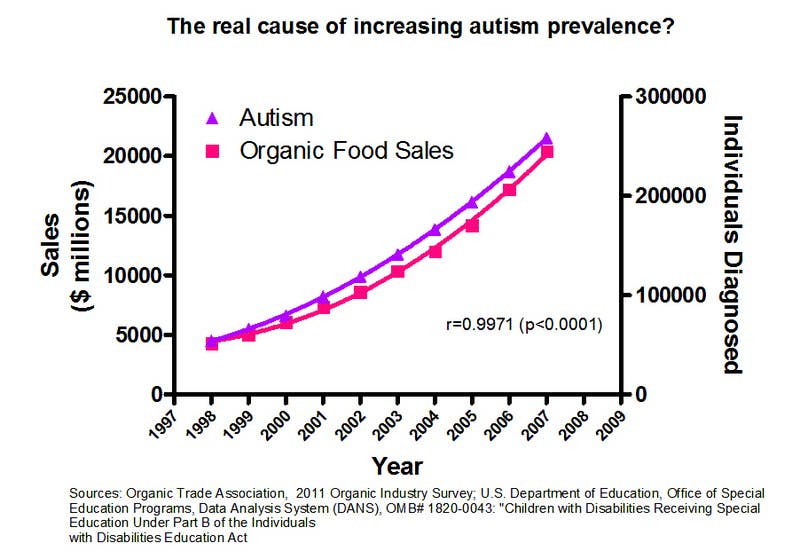 The real cause of increasing autism prevalence?
25000
20000
15000
10000
5000
0
Sales
($ millions)
Autism
Organic Food Sales
r=0.9971 (p<0.0001)
300000
200000
100000
0
Individuals Diagnosed
1997
1998
1999
2000
2001
2002
2003
2004
2005
2006
2007
2008
2009
Year
Sources: Organic Trade Association, 2011 Organic Industry Survey; U.S. Department of Education, Office of Special
Education Programs, Data Analysis System (DANS), OMB# 1820-0043: "Children with Disabilities Receiving Special
Education Under Part B of the Individuals
with Disabilities Education Act